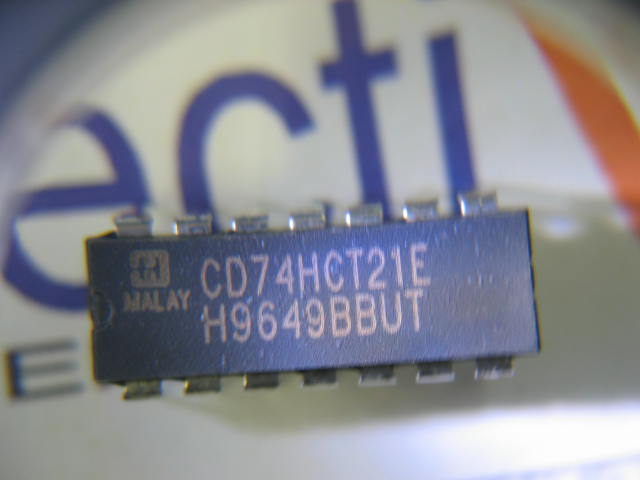 ecti
E
CD74HCT21E
MALAY
H9649BBUT